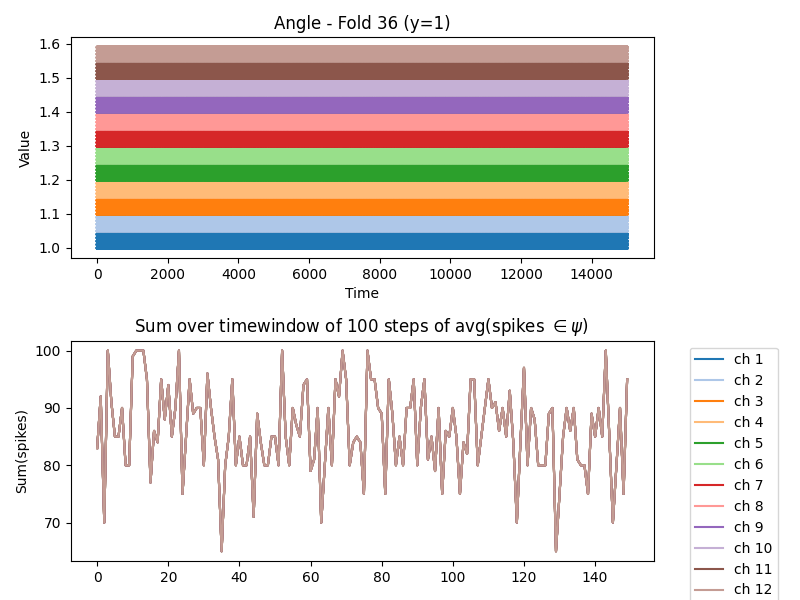 Angle - Fold 36 (y=1)
Value
1.6
1.5
1.4
1.3
1.2
1.1
1.0
0 2000 4000 6000 8000 10000 12000 14000
Time
Sum over timewindow of 100 steps of avg(spikes ∈ψ)
Sum(spikes)
100
90
80
70
0 20 40 60 80 100 120 140
ch 1
ch 2
ch 3
ch 4
ch 5
ch 6
ch 7
ch 8
ch 9
ch 10
ch 11
ch 12